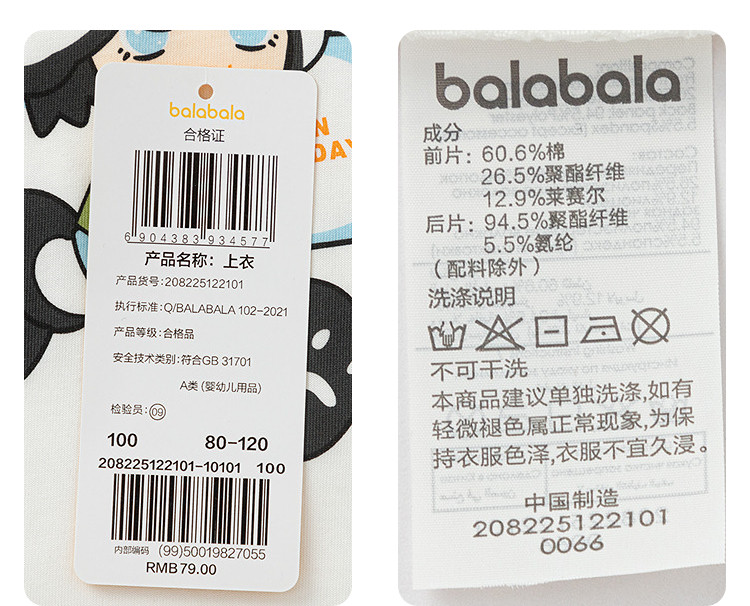 N
DAY
balabala
合格证
6 904383 934577
产品名称：上衣
产品货号：208225122101
执行标准：Q/BALABALA 102-2021
产品等级：合格品
安全技术类别：符合GB 31701
A类 (婴幼儿用品)
检验员：09
100 80-120
208225122101-10101 100
内部编码 (99)50019827055
RMB79.00
balabala
成分
前片：60.6%棉
26.5%聚酯纤维
12.9%莱赛尔
后片：94.5%聚酯纤维
5.5%氨纶
（配料除外）
洗涤说明
不可干洗
本商品建议单独洗涤,如有
轻微褪色属正常现象,为保
持衣服色泽,衣服不宜久浸。
中国制造
208225122101
0066